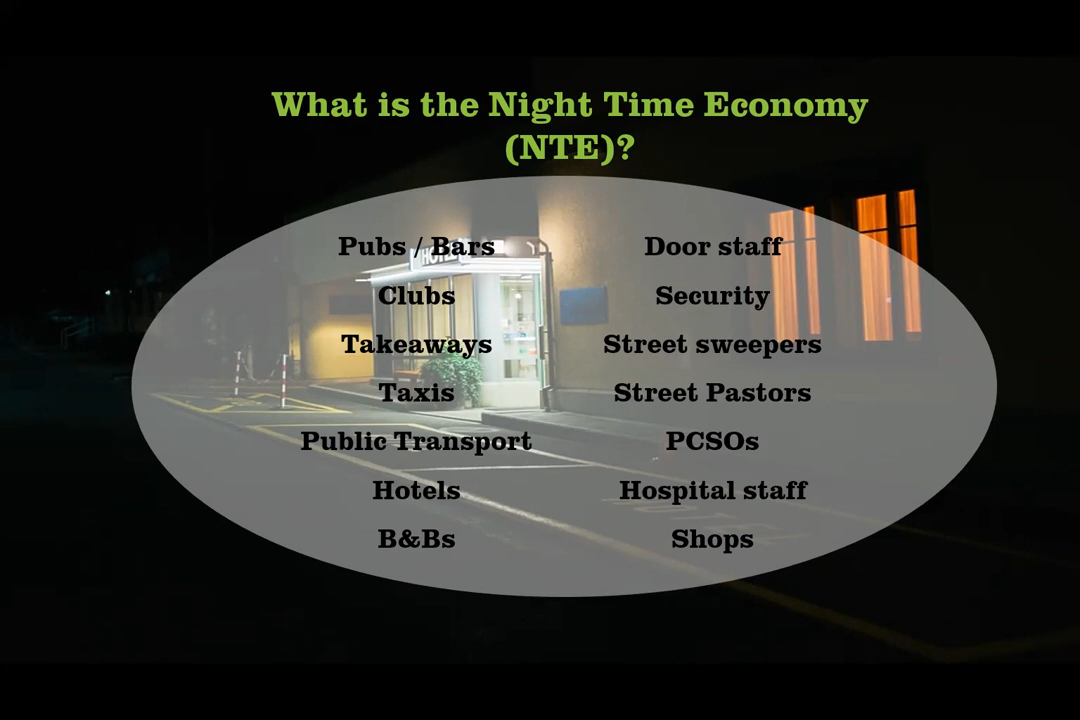 What is the Night Time Economy
(NTE)?
Pubs / Bars
Clubs
Takeaways
Taxis
Public Transport
Hotels
B&Bs
Door staff
Security
Street sweepers
Street Pastors
PCSOs
Hospital staff
Shops